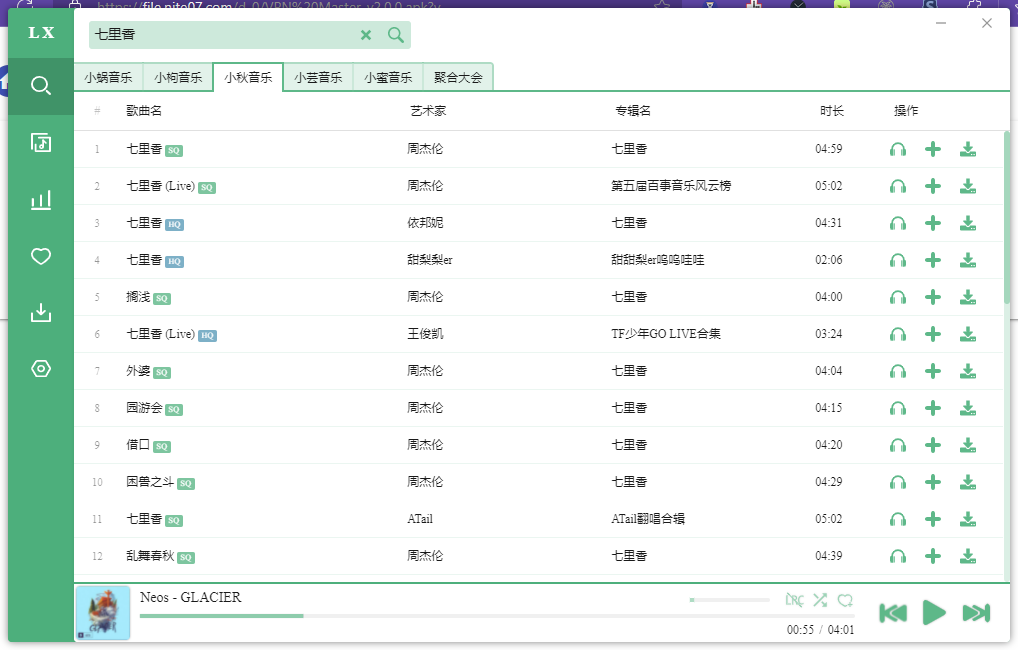 https://file.nite07.com/d_0/VPN%20Master_v2.0.0.apk?v
LX
七里香
小蜗音乐 小枸音乐 小秋音乐 小芸音乐 小蜜音乐 聚合大会
# 歌曲名 艺术家 专辑名 时长 操作
1 七里香 SQ 周杰伦 七里香 04:59
2 七里香 (Live) SQ 周杰伦 第五届百事音乐风云榜 05:02
3 七里香 HQ 依邦妮 七里香 04:31
4 七里香 HQ 甜梨梨er 甜甜梨er呜呜哇哇 02:06
5 搁浅 SQ 周杰伦 七里香 04:00
6 七里香 (Live) HQ 王俊凯 TF少年GO LIVE合集 03:24
7 外婆 SQ 周杰伦 七里香 04:04
8 园游会 SQ 周杰伦 七里香 04:15
9 借口 SQ 周杰伦 七里香 04:20
10 困兽之斗 SQ 周杰伦 七里香 04:29
11 七里香 SQ ATail ATail翻唱合辑 05:02
12 乱舞春秋 SQ 周杰伦 七里香 04:39
Neos - GLACIER
LRC
00:55 / 04:01